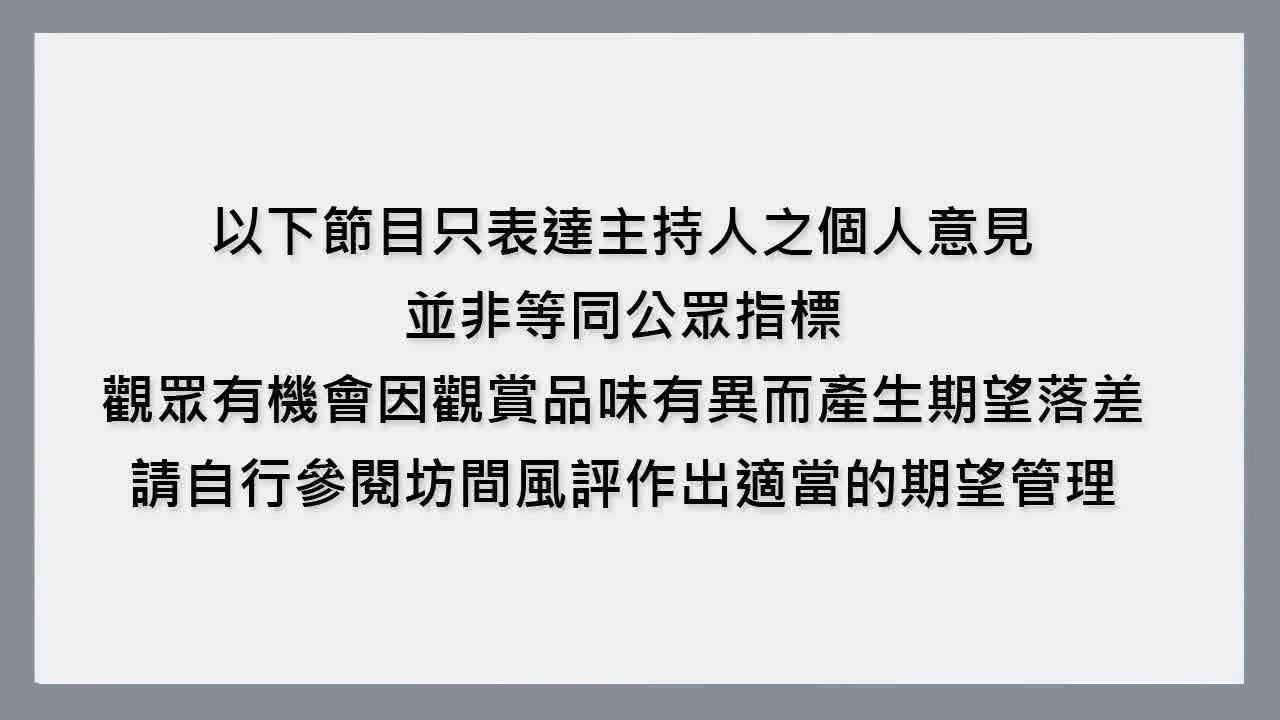 以下節目只表達主持人之個人意見
並非等同公眾指標
觀眾有機會因觀賞品味有異而產生期望落差
請自行參閱坊間風評作出適當的期望管理